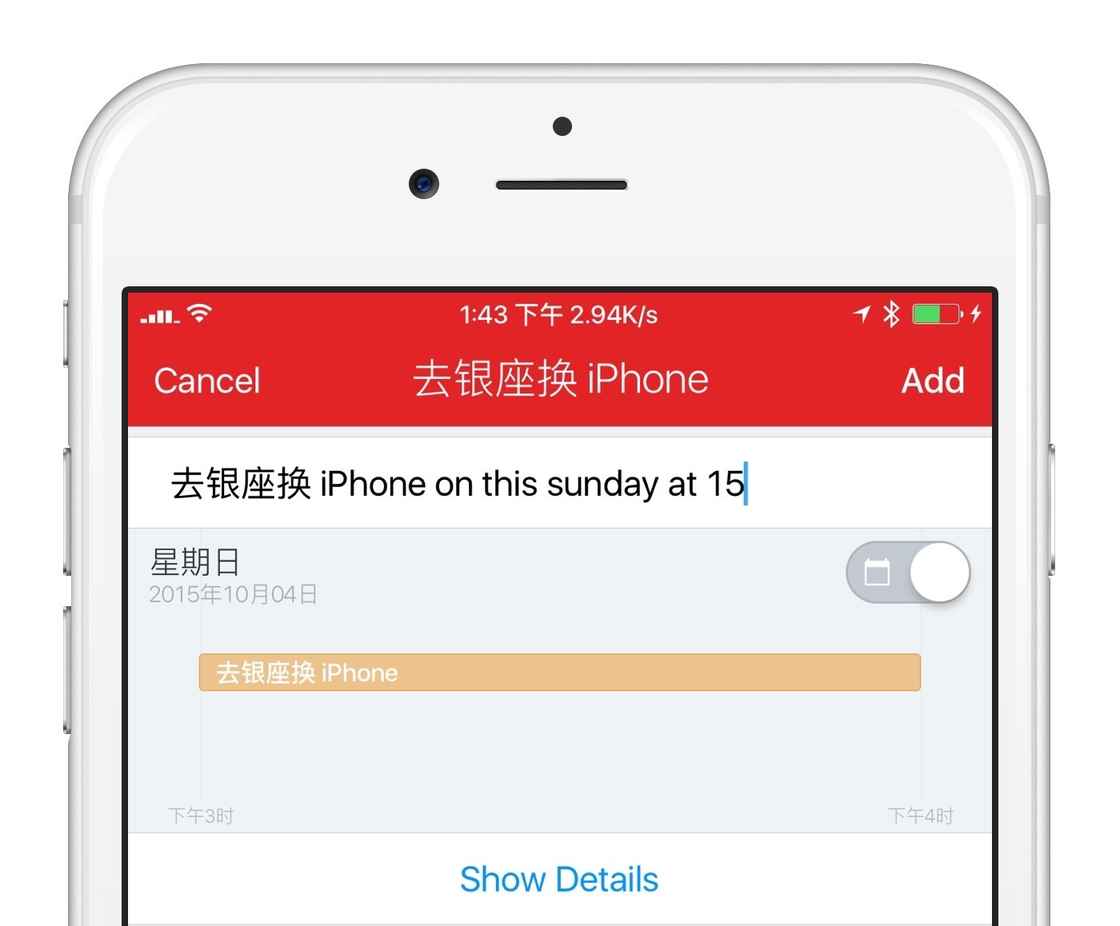 1:43 下午 2.94K/s
Cancel 去银座换 iPhone Add
去银座换 iPhone on this sunday at 15
星期日
2015年10月04日
去银座换 iPhone
下午3时 下午4时
Show Details